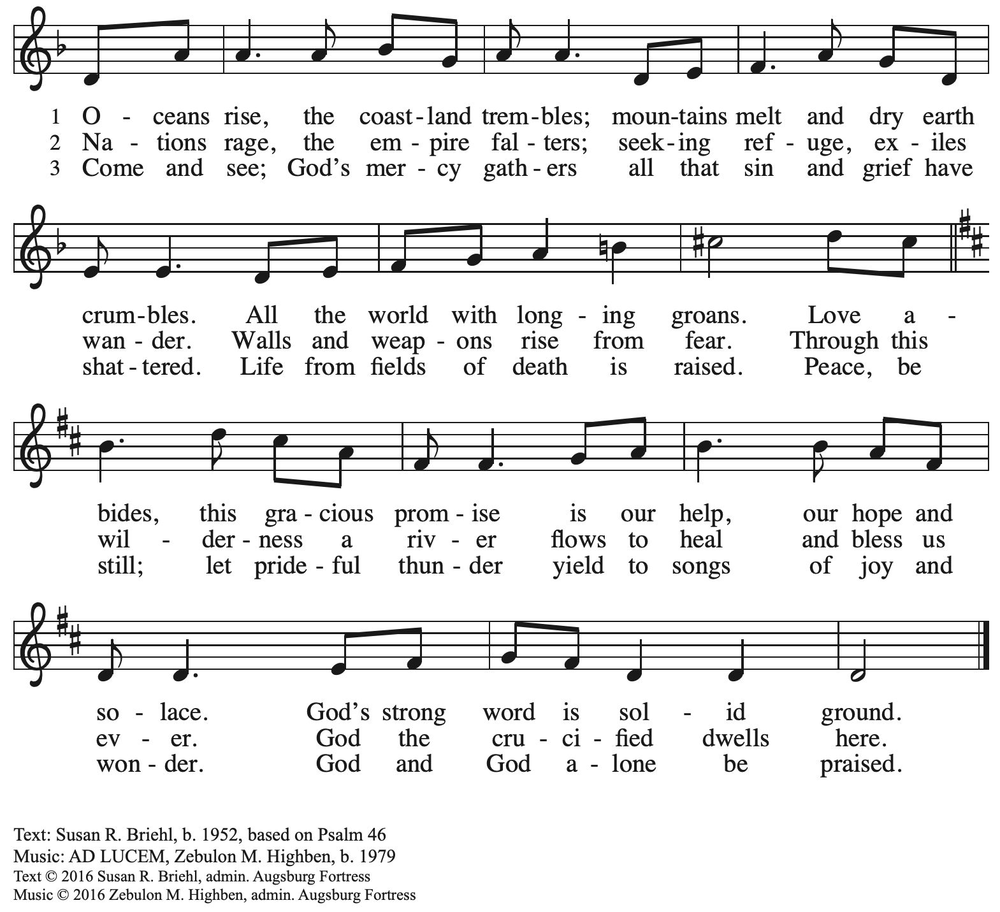 1 O - ceans rise, the coast - land trem - bles; moun - tains melt and dry earth
2 Na - tions rage, the em - pire fal - ters; seek - ing ref - uge, ex - iles
3 Come and see; God's mer - cy gath - ers all that sin and grief have
crum - bles. All the world with long - ing groans. Love a -
wan - der. Walls and weap - ons rise from fear. Through this
shat - tered. Life from fields of death is raised. Peace, be
bides, this gra - cious prom - ise is our help, our hope and
wil - der - ness a riv - er flows to heal and bless us
still; let pride - ful thun - der yield to songs of joy and
so - lace. God's strong word is sol - id ground.
ev - er. God the cru - ci - fied dwells here.
won - der. God and God a - lone be praised.
Text: Susan R. Briehl, b. 1952, based on Psalm 46
Music: AD LUCEM, Zebulon M. Highben, b. 1979
Text © 2016 Susan R. Briehl, admin. Augsburg Fortress
Music © 2016 Zebulon M. Highben, admin. Augsburg Fortress